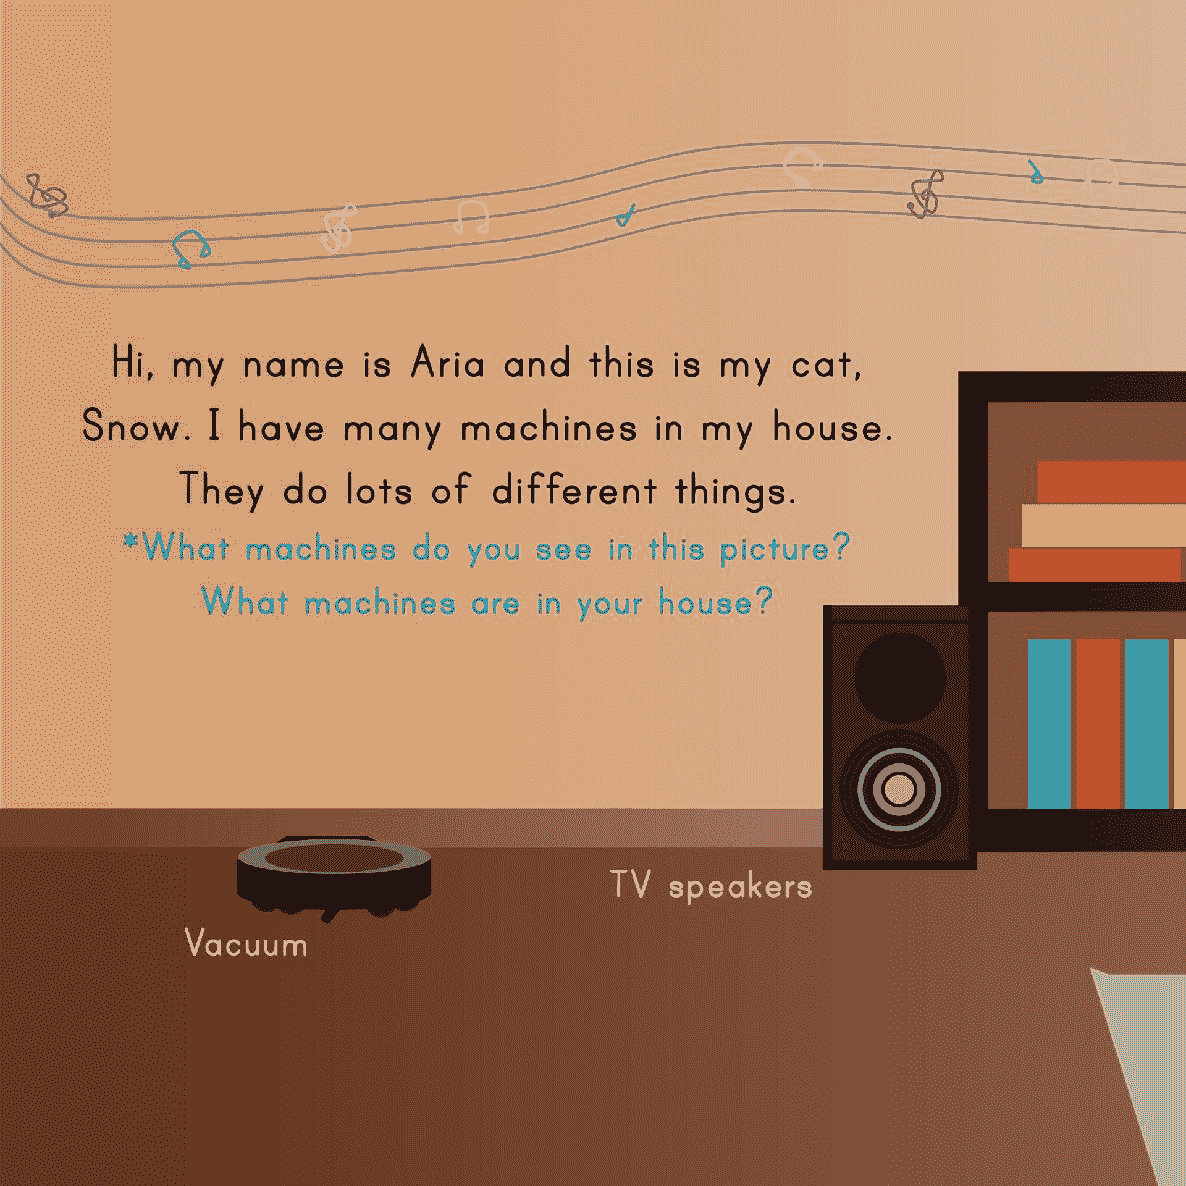 Hi, my name is Aria and this is my cat,
Snow. I have many machines in my house.
They do lots of different things.
*What machines do you see in this picture?
What machines are in your house?
TV speakers
Vacuum